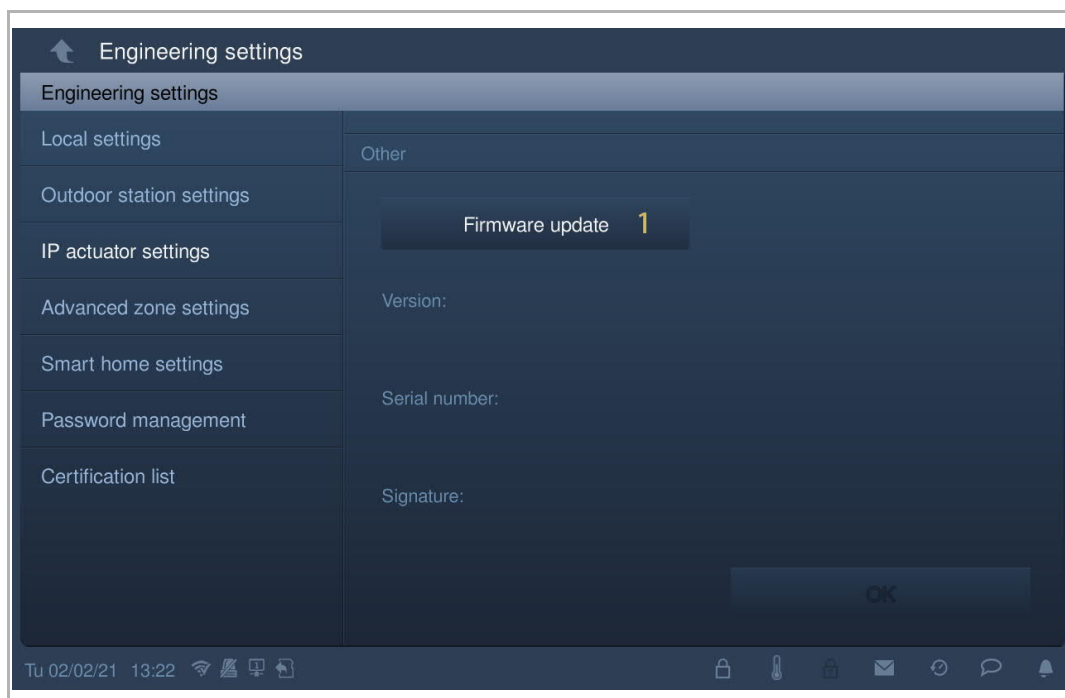 Engineering settings
Engineering settings
Local settings
Outdoor station settings
IP actuator settings
Advanced zone settings
Smart home settings
Password management
Certification list
Other
Firmware update 1
Version:
Serial number:
Signature:
OK
Tu 02/02/21 13:22